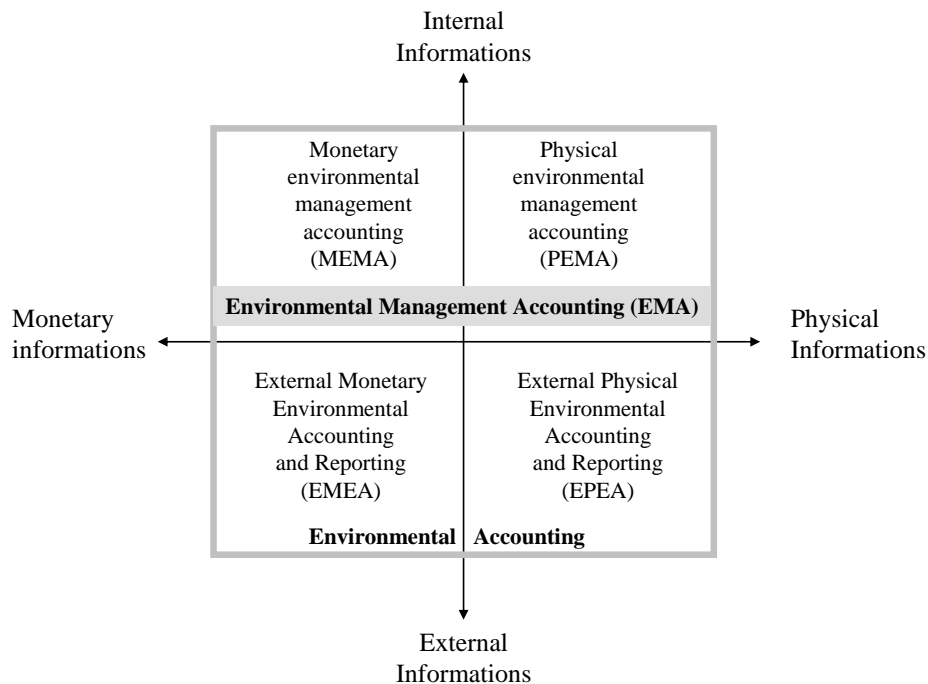 Internal
Informations
Monetary
environmental
management
accounting
(MEMA)
Physical
environmental
management
accounting
(PEMA)
Environmental Management Accounting (EMA)
Monetary
informations
Physical
Informations
External Monetary
Environmental
Accounting
and Reporting
(EMEA)
External Physical
Environmental
Accounting
and Reporting
(EPEA)
Environmental Accounting
External
Informations